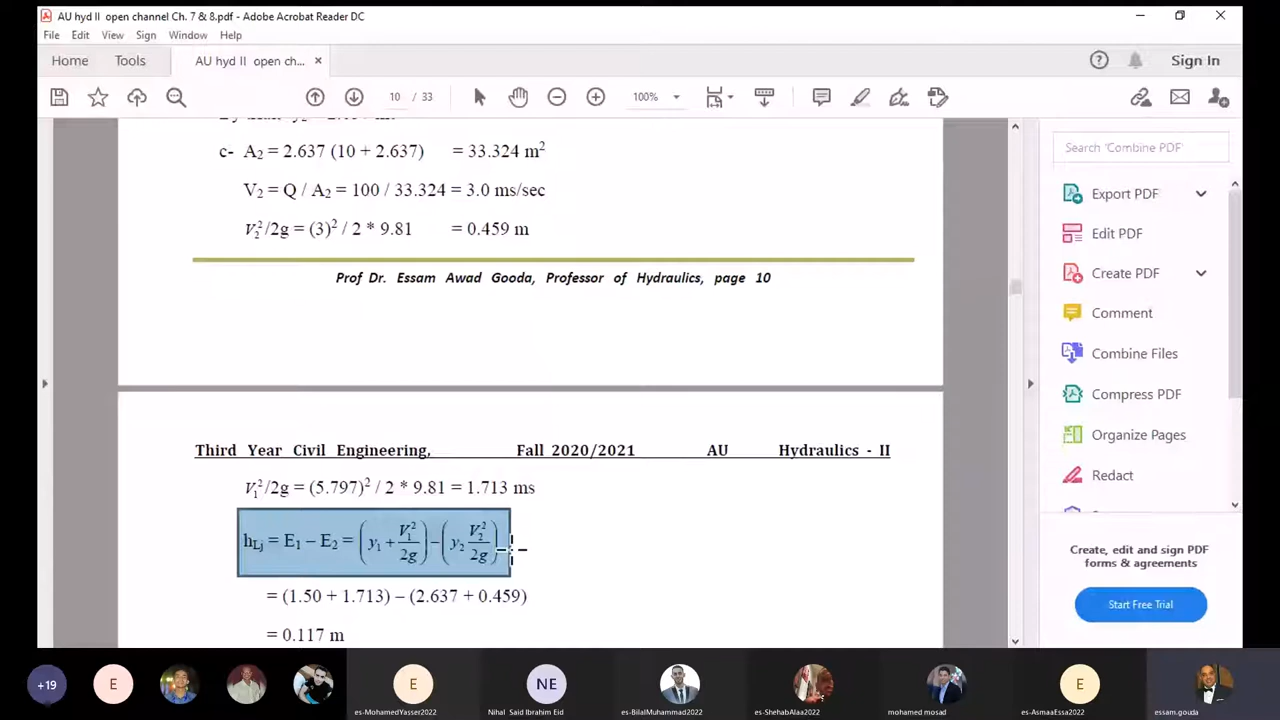 AU hyd II open channel Ch. 7 & 8.pdf - Adobe Acrobat Reader DC
File Edit View Sign Window Help
Home Tools AU hyd II open ch... × Sign In
10 / 33 100%
c- A₂ = 2.637 (10 + 2.637) = 33.324 m²
V₂ = Q / A₂ = 100 / 33.324 = 3.0 ms/sec
V₂²/2g = (3)² / 2 * 9.81 = 0.459 m
Prof Dr. Essam Awad Gooda, Professor of Hydraulics, page 10
Third Year Civil Engineering, Fall 2020/2021 AU Hydraulics - II
V₁²/2g = (5.797)² / 2 * 9.81 = 1.713 ms
h_Lj = E₁ – E₂ = (y₁ + V₁²/2g) – (y₂ V₂²/2g)
= (1.50 + 1.713) – (2.637 + 0.459)
= 0.117 m
Search 'Combine PDF'
Export PDF
Edit PDF
Create PDF
Comment
Combine Files
Compress PDF
Organize Pages
Redact
Create, edit and sign PDF
forms & agreements
Start Free Trial
+19 E E NE E
es-MohamedYasser2022 Nihal Said Ibrahim Eid es-BilalMuhammad2022 es-ShehabAlaa2022 mohamed mosad es-AsmaaEssa2022 essam.gouda